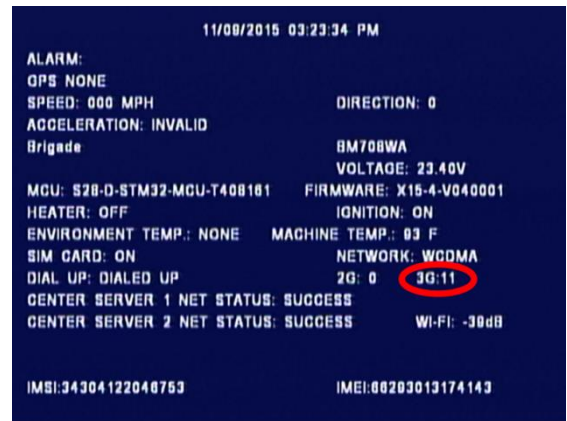 11/09/2015 03:23:34 PM
ALARM:
GPS NONE
SPEED: 000 MPH DIRECTION: 0
ACCELERATION: INVALID
Brigade BM708WA
VOLTAGE: 23.40V
MCU: S28-D-STM32-MCU-T408161 FIRMWARE: X15-4-V040001
HEATER: OFF IGNITION: ON
ENVIRONMENT TEMP.: NONE MACHINE TEMP.: 93 F
SIM CARD: ON NETWORK: WCDMA
DIAL UP: DIALED UP 2G: 0 3G:11
CENTER SERVER 1 NET STATUS: SUCCESS
CENTER SERVER 2 NET STATUS: SUCCESS WI-FI: -39dB
IMSI:34304122046753 IMEI:66293013174143